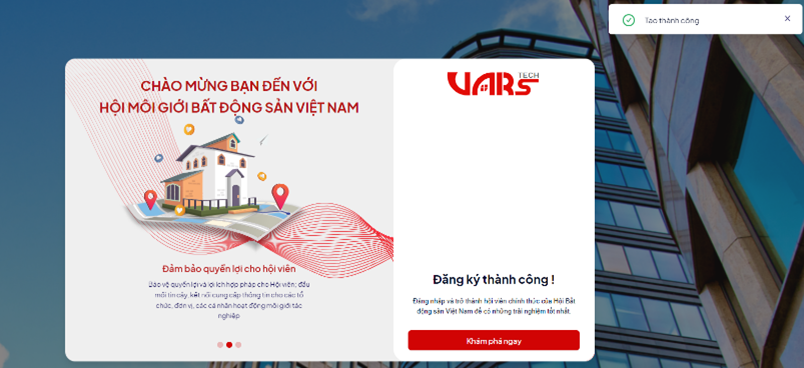 Tạo thành công
CHÀO MỪNG BẠN ĐẾN VỚI
HỘI MÔI GIỚI BẤT ĐỘNG SẢN VIỆT NAM
Đảm bảo quyền lợi cho hội viên
Bảo vệ quyền lợi và lợi ích hợp pháp cho Hội viên; đầu
mối tin cậy, kết nối cung cấp thông tin cho các tổ
chức, đơn vị, các cá nhân hoạt động môi giới tác
nghiệp
VARS TECH
Đăng ký thành công !
Đăng nhập và trở thành hội viên chính thức của Hội Bất
động sản Việt Nam để có những trải nghiệm tốt nhất.
Khám phá ngay